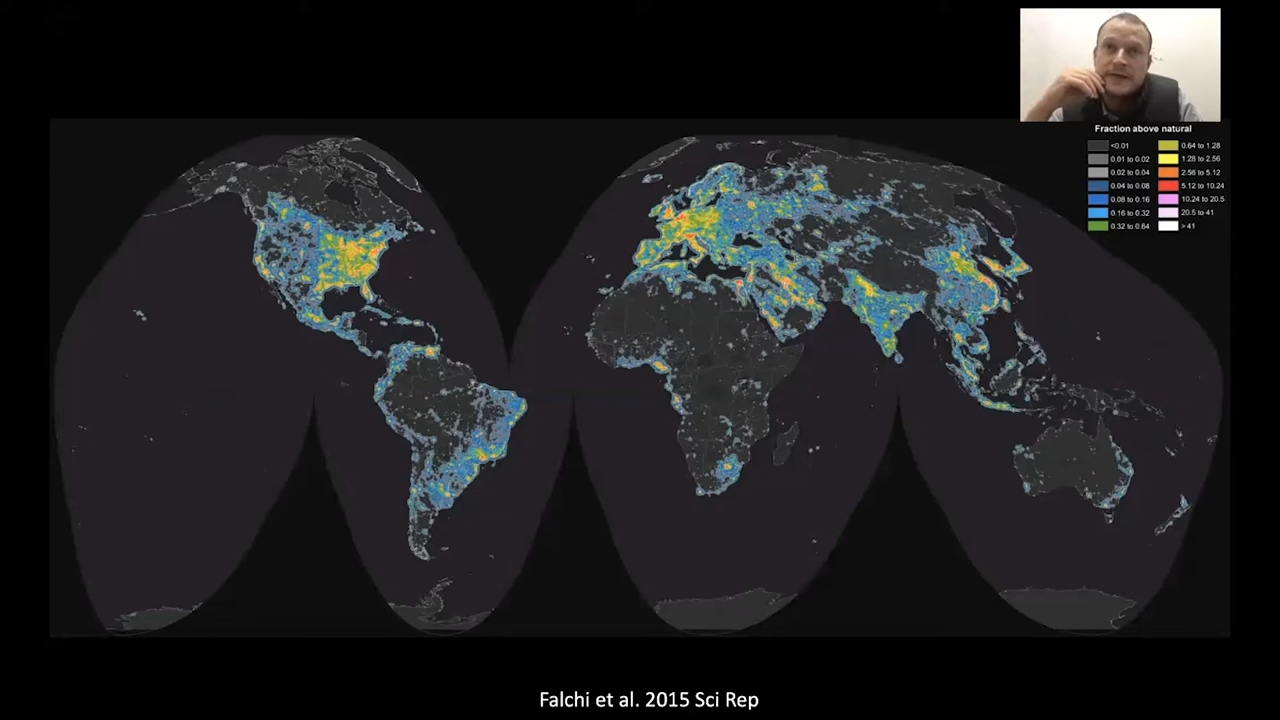 Fraction above natural
<0.01
0.01 to 0.02
0.02 to 0.04
0.04 to 0.08
0.08 to 0.16
0.16 to 0.32
0.32 to 0.64
0.64 to 1.28
1.28 to 2.56
2.56 to 5.12
5.12 to 10.24
10.24 to 20.5
20.5 to 41
> 41
Falchi et al. 2015 Sci Rep